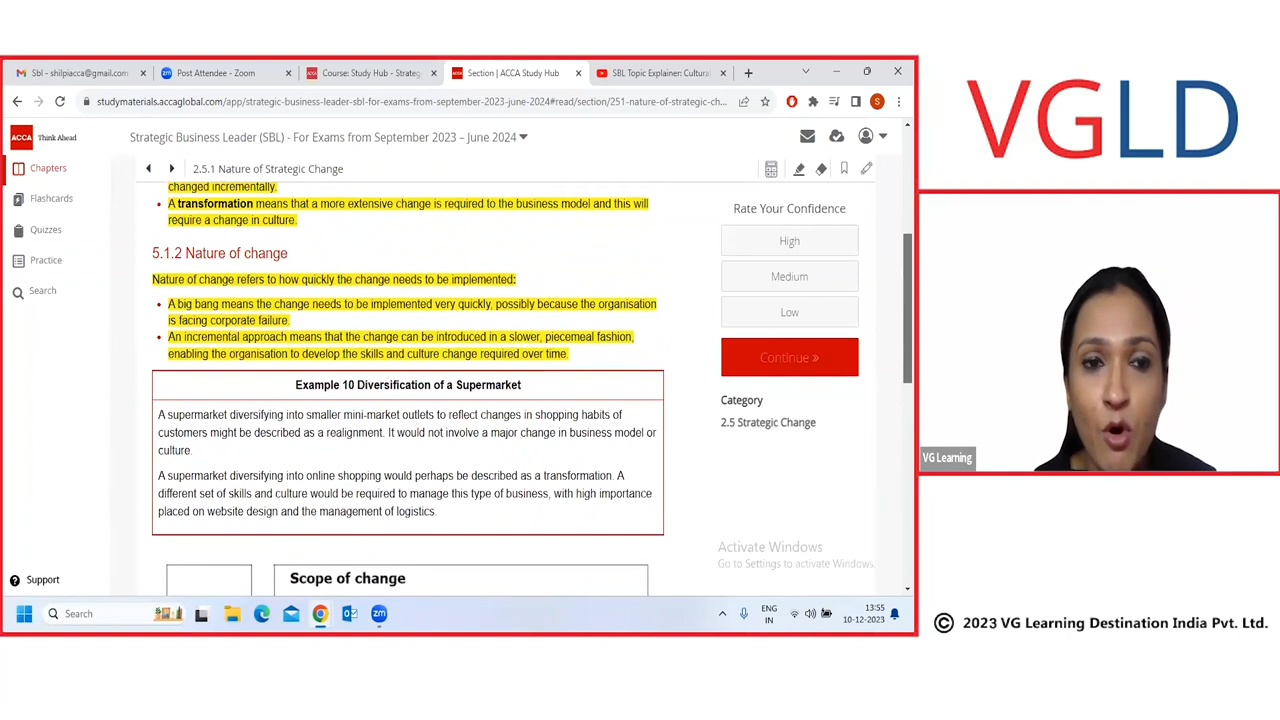 Sbl - shilpiacca@gmail.com
Post Attendee - Zoom
Course: Study Hub - Strateg
Section | ACCA Study Hub
SBL Topic Explainer: Cultural
studymaterials.accaglobal.com/app/strategic-business-leader-sbl-for-exams-from-september-2023-june-2024#read/section/251-nature-of-strategic-ch...
S
ACCA
Think Ahead
Strategic Business Leader (SBL) - For Exams from September 2023 – June 2024
Chapters
Flashcards
Quizzes
Practice
Search
Support
2.5.1 Nature of Strategic Change
changed incrementally.
• A transformation means that a more extensive change is required to the business model and this will
require a change in culture.
5.1.2 Nature of change
Nature of change refers to how quickly the change needs to be implemented:
• A big bang means the change needs to be implemented very quickly, possibly because the organisation
is facing corporate failure.
• An incremental approach means that the change can be introduced in a slower, piecemeal fashion,
enabling the organisation to develop the skills and culture change required over time.
Example 10 Diversification of a Supermarket
A supermarket diversifying into smaller mini-market outlets to reflect changes in shopping habits of
customers might be described as a realignment. It would not involve a major change in business model or
culture.
A supermarket diversifying into online shopping would perhaps be described as a transformation. A
different set of skills and culture would be required to manage this type of business, with high importance
placed on website design and the management of logistics.
Scope of change
Rate Your Confidence
High
Medium
Low
Continue »
Category
2.5 Strategic Change
Activate Windows
Go to Settings to activate Windows.
Search
ENG
IN
13:55
10-12-2023
VGLD
VG Learning
© 2023 VG Learning Destination India Pvt. Ltd.